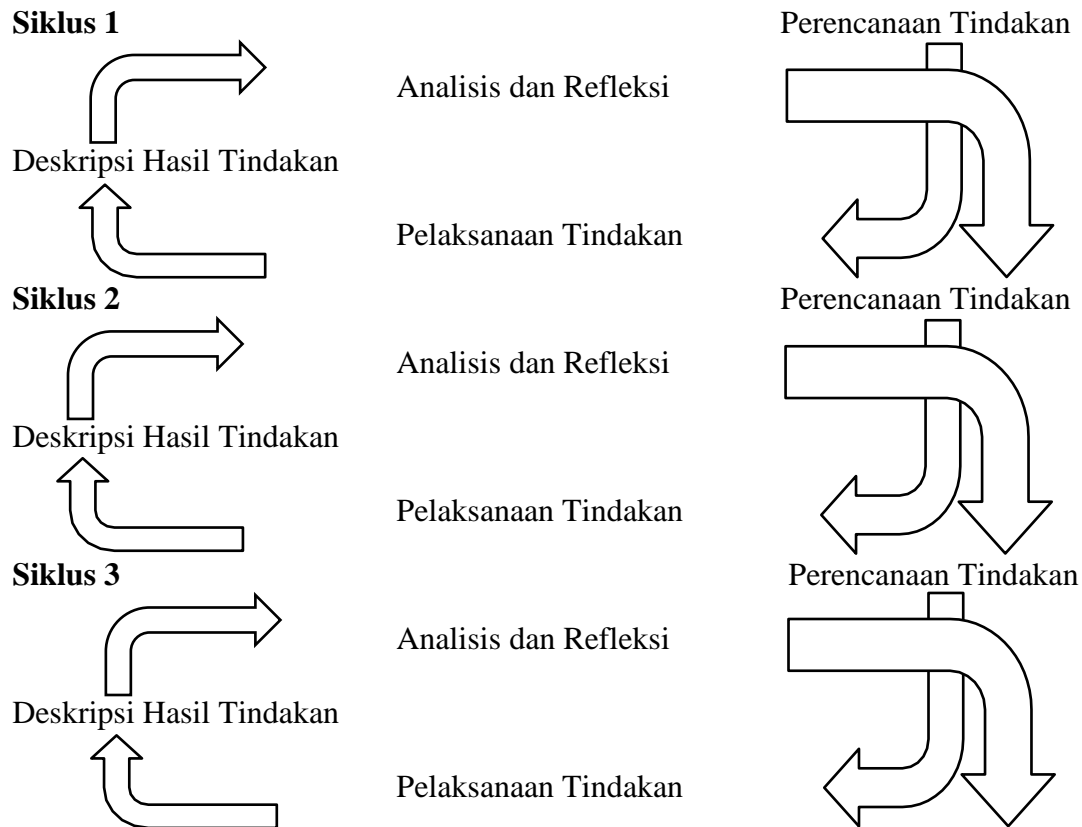 Siklus 1
Perencanaan Tindakan
Analisis dan Refleksi
Deskripsi Hasil Tindakan
Pelaksanaan Tindakan
Siklus 2
Perencanaan Tindakan
Analisis dan Refleksi
Deskripsi Hasil Tindakan
Pelaksanaan Tindakan
Siklus 3
Perencanaan Tindakan
Analisis dan Refleksi
Deskripsi Hasil Tindakan
Pelaksanaan Tindakan